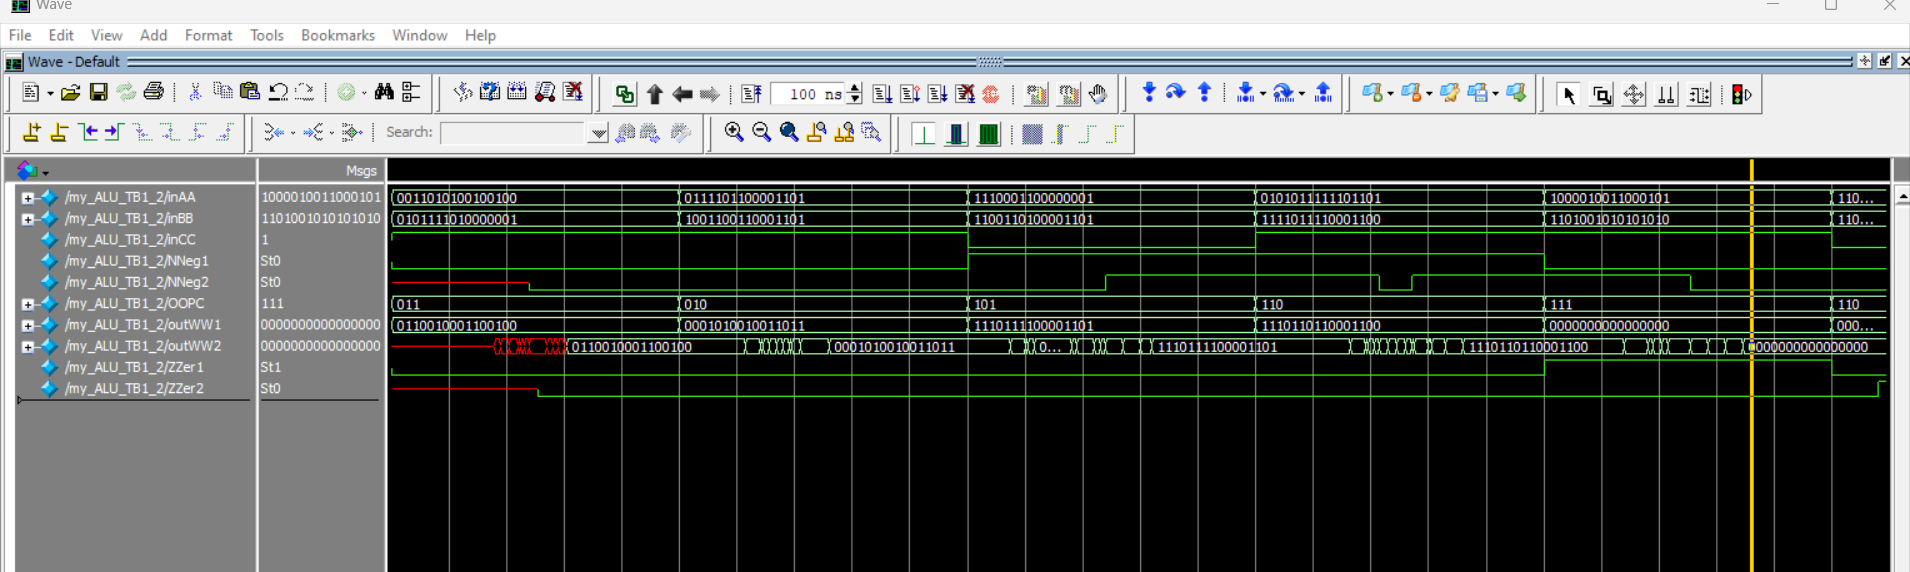 Wave
File Edit View Add Format Tools Bookmarks Window Help
Wave - Default
100 ns
Search:
Msgs
/my_ALU_TB1_2/inAA 1000010011000101 0011010100100100 0111101100001101 1110001100000001 0101011111101101 1000010011000101 110...
/my_ALU_TB1_2/inBB 1101001010101010 0101111010000001 1001100110001101 1100110100001101 1111011110001100 1101001010101010 110...
/my_ALU_TB1_2/inCC 1
/my_ALU_TB1_2/NNeg1 St0
/my_ALU_TB1_2/NNeg2 St0
/my_ALU_TB1_2/OOPC 111 011 010 101 110 111 110
/my_ALU_TB1_2/outWW1 0000000000000000 0110010001100100 0001010010011011 1110111100001101 1110110110001100 0000000000000000 000...
/my_ALU_TB1_2/outWW2 0000000000000000 0110010001100100 0001010010011011 0... 1110111100001101 1110110110001100 000000000000000
/my_ALU_TB1_2/ZZer1 St1
/my_ALU_TB1_2/ZZer2 St0